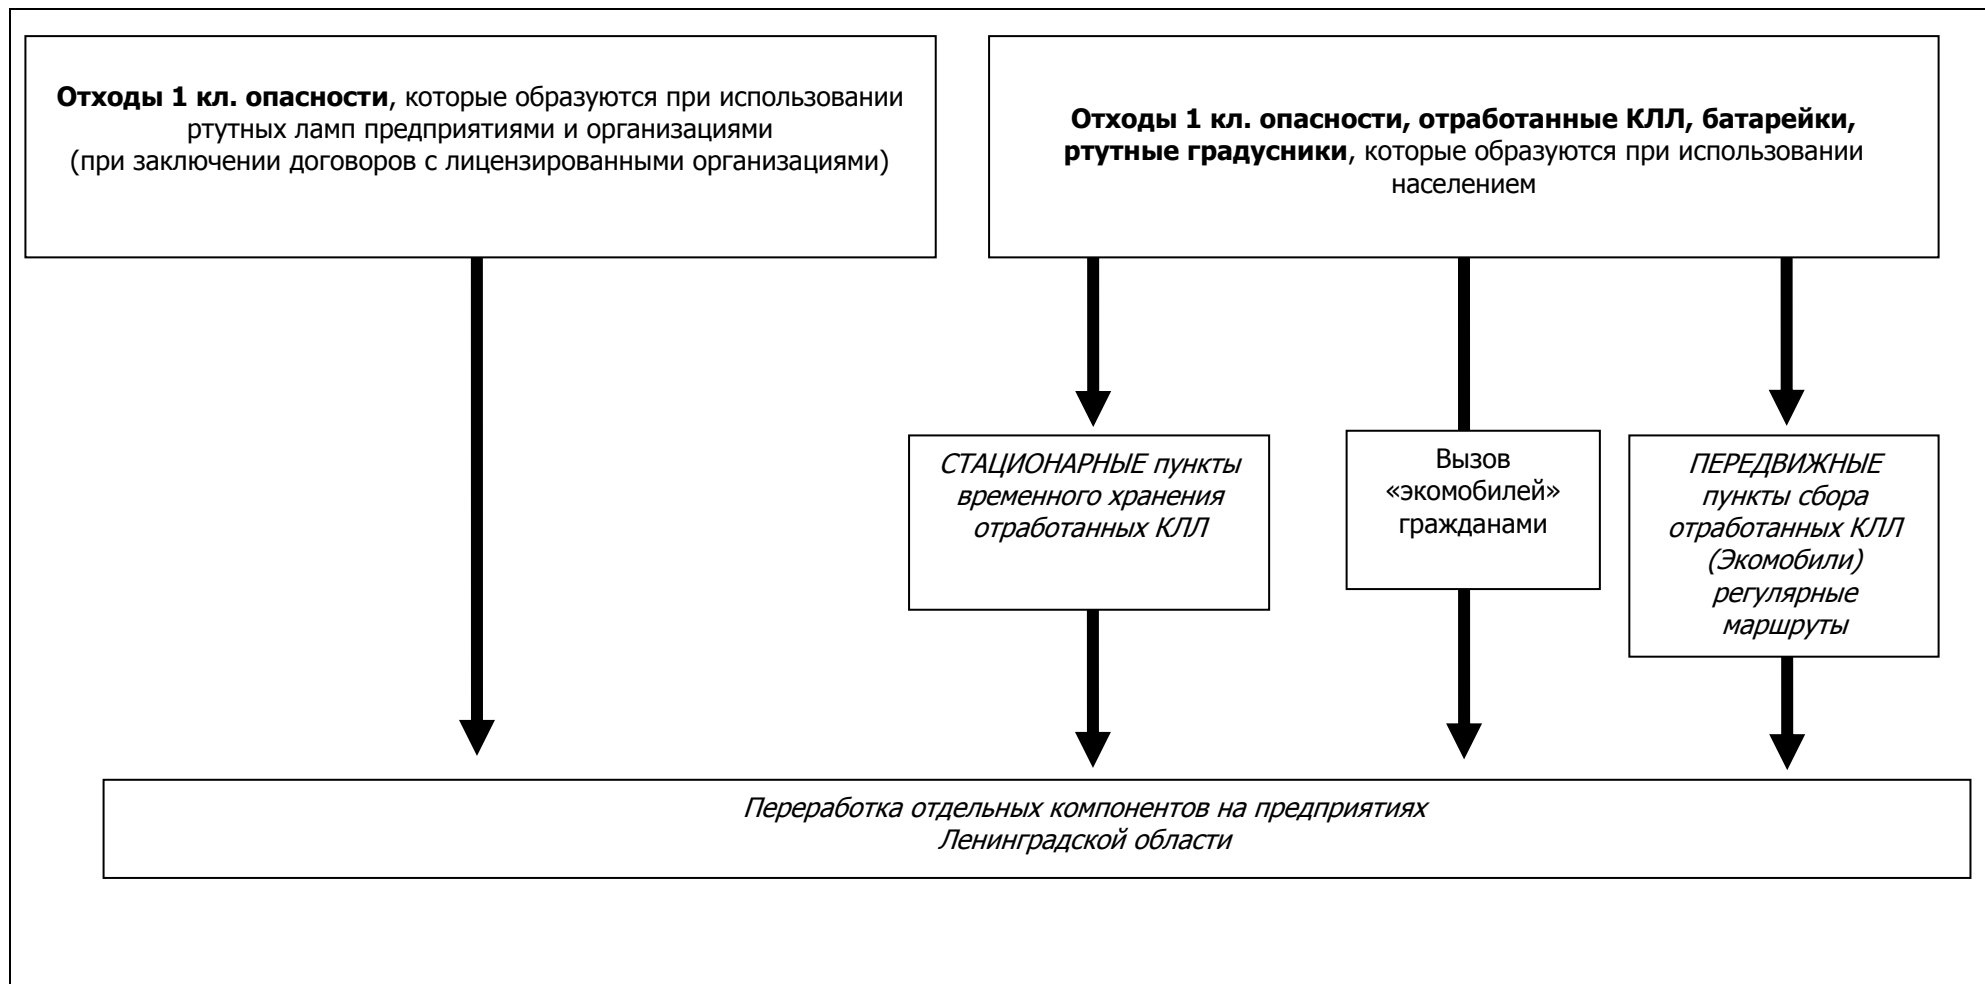 Отходы 1 кл. опасности, которые образуются при использовании
ртутных ламп предприятиями и организациями
(при заключении договоров с лицензированными организациями)
Отходы 1 кл. опасности, отработанные КЛЛ, батарейки,
ртутные градусники, которые образуются при использовании
населением
СТАЦИОНАРНЫЕ пункты
временного хранения
отработанных КЛЛ
Вызов
«экомобилей»
гражданами
ПЕРЕДВИЖНЫЕ
пункты сбора
отработанных КЛЛ
(Экомобили)
регулярные
маршруты
Переработка отдельных компонентов на предприятиях
Ленинградской области